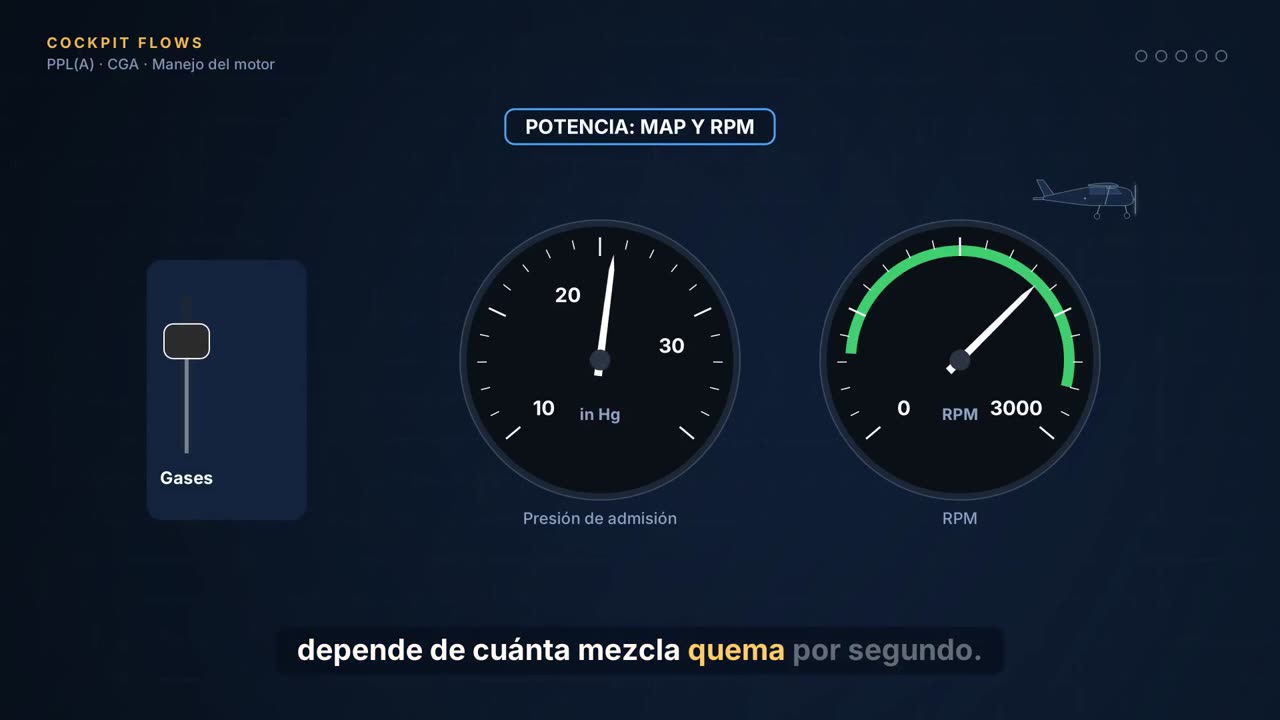 COCKPIT FLOWS
PPL(A) · CGA · Manejo del motor
POTENCIA: MAP Y RPM
Gases
20
30
10
in Hg
Presión de admisión
0
RPM
3000
RPM
depende de cuánta mezcla quema por segundo.